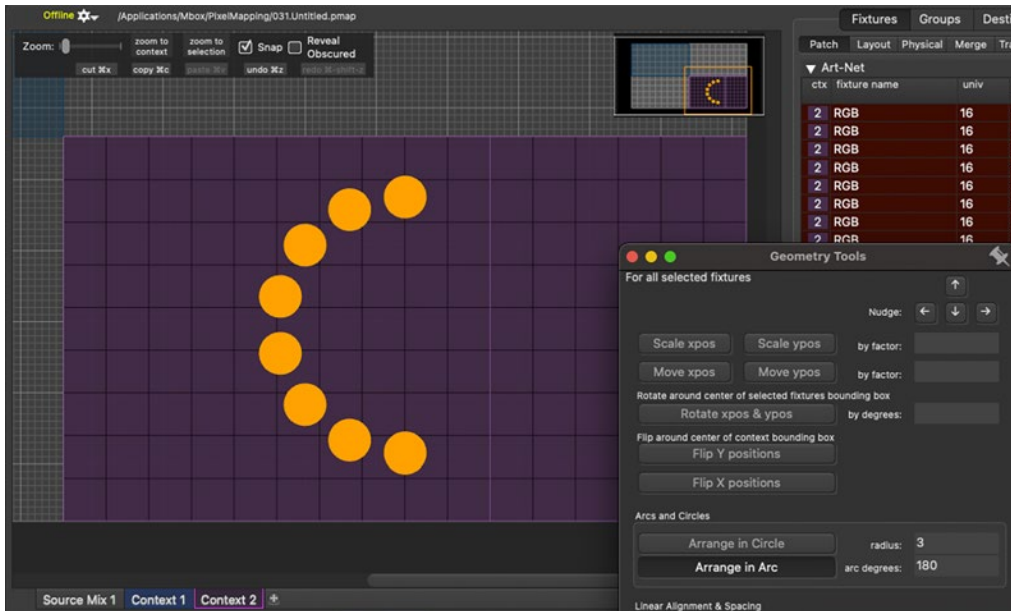 Offline /Applications/Mbox/PixelMapping/031.Untitled.pmap
Zoom: zoom to context zoom to selection Snap Reveal Obscured
cut ⌘x copy ⌘c paste ⌘v undo ⌘z redo ⌘-shift-z
Fixtures Groups Desti
Patch Layout Physical Merge Tra
▼ Art-Net
ctx fixture name univ
2 RGB 16
2 RGB 16
2 RGB 16
2 RGB 16
2 RGB 16
2 RGB 16
2 RGB 16
2 RGB 16
Geometry Tools
For all selected fixtures
Nudge:
Scale xpos Scale ypos by factor:
Move xpos Move ypos by factor:
Rotate around center of selected fixtures bounding box
Rotate xpos & ypos by degrees:
Flip around center of context bounding box
Flip Y positions
Flip X positions
Arcs and Circles
Arrange in Circle radius: 3
Arrange in Arc arc degrees: 180
Linear Alignment & Spacing
Source Mix 1 Context 1 Context 2 +